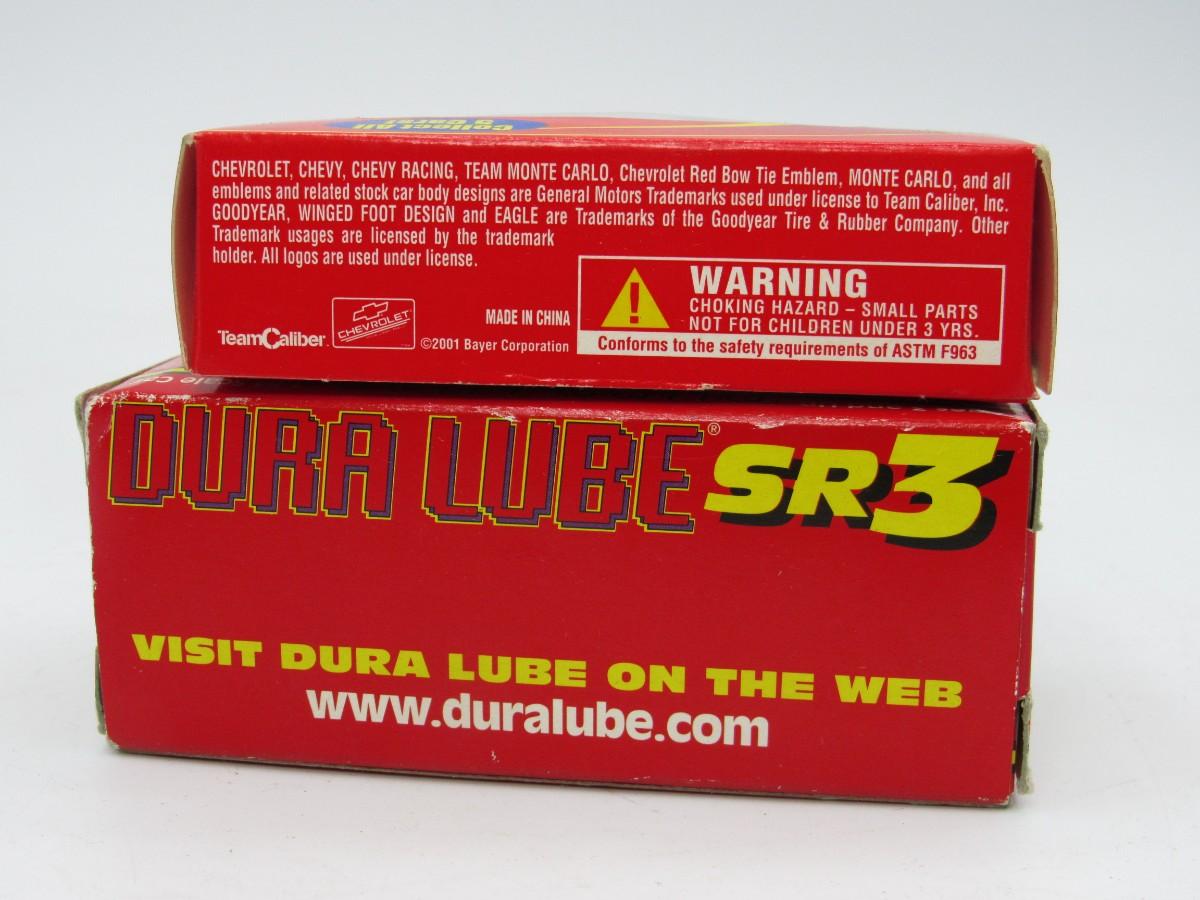 Collect All
5 Cars!
CHEVROLET, CHEVY, CHEVY RACING, TEAM MONTE CARLO, Chevrolet Red Bow Tie Emblem, MONTE CARLO, and all
emblems and related stock car body designs are General Motors Trademarks used under license to Team Caliber, Inc.
GOODYEAR, WINGED FOOT DESIGN and EAGLE are Trademarks of the Goodyear Tire & Rubber Company. Other
Trademark usages are licensed by the trademark
holder. All logos are used under license.
WARNING
CHOKING HAZARD – SMALL PARTS
NOT FOR CHILDREN UNDER 3 YRS.
Conforms to the safety requirements of ASTM F963
TeamCaliber
CHEVROLET
MADE IN CHINA
©2001 Bayer Corporation
DURA LUBE® SR3
VISIT DURA LUBE ON THE WEB
www.duralube.com